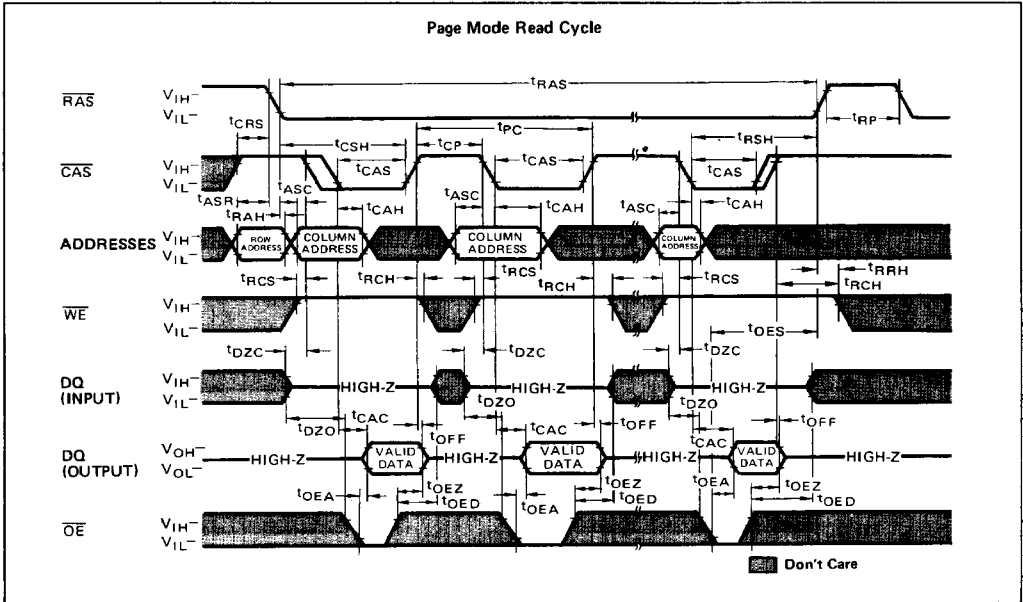 Page Mode Read Cycle
RAS
VIH
VIL
tRAS
tRP
tCRS
tCSH
tPC
tCP
tRSH
CAS
VIH
VIL
tCAS
tCAS
tCAS
tASR
tASC
tRAH
tCAH
tASC
tCAH
tASC
tCAH
ADDRESSES
VIH
VIL
ROW ADDRESS
COLUMN ADDRESS
COLUMN ADDRESS
COLUMN ADDRESS
tRCS
tRCH
tRCS
tRCH
tRCS
tRRH
tRCH
WE
VIH
VIL
tOES
tDZC
tDZC
tDZC
DQ (INPUT)
VIH
VIL
HIGH-Z
HIGH-Z
HIGH-Z
tDZO
tCAC
tOFF
tDZO
tCAC
tOFF
tDZO
tCAC
tOFF
DQ (OUTPUT)
VOH
VOL
HIGH-Z
VALID DATA
HIGH-Z
VALID DATA
HIGH-Z
VALID DATA
HIGH-Z
tOEA
tOEZ
tOED
tOEA
tOEZ
tOED
tOEA
tOEZ
tOED
OE
VIH
VIL
Don't Care